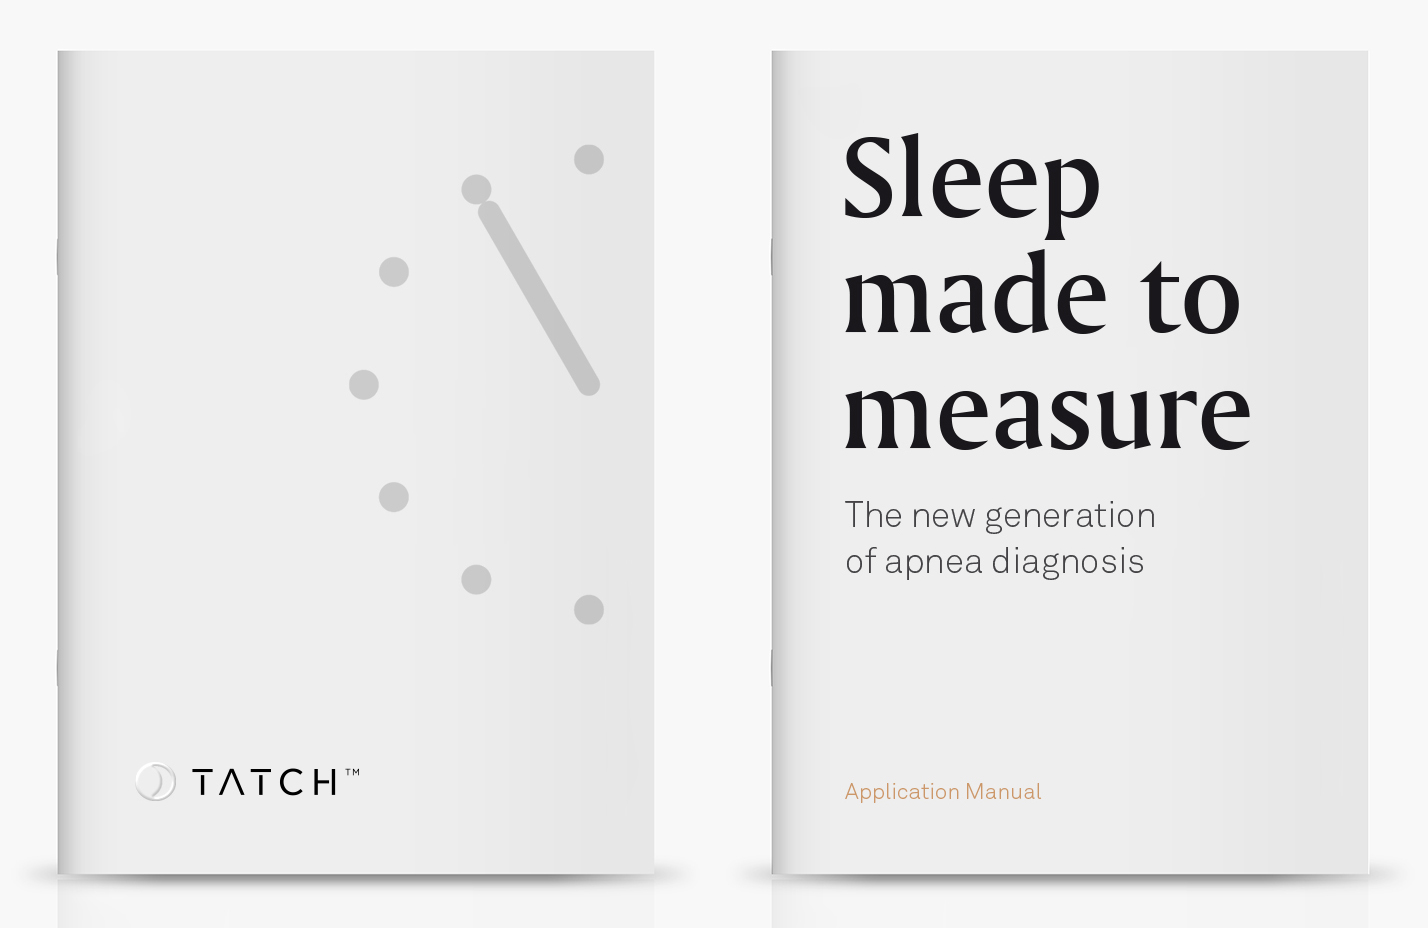 TATCH™
Sleep
made to
measure
The new generation
of apnea diagnosis
Application Manual